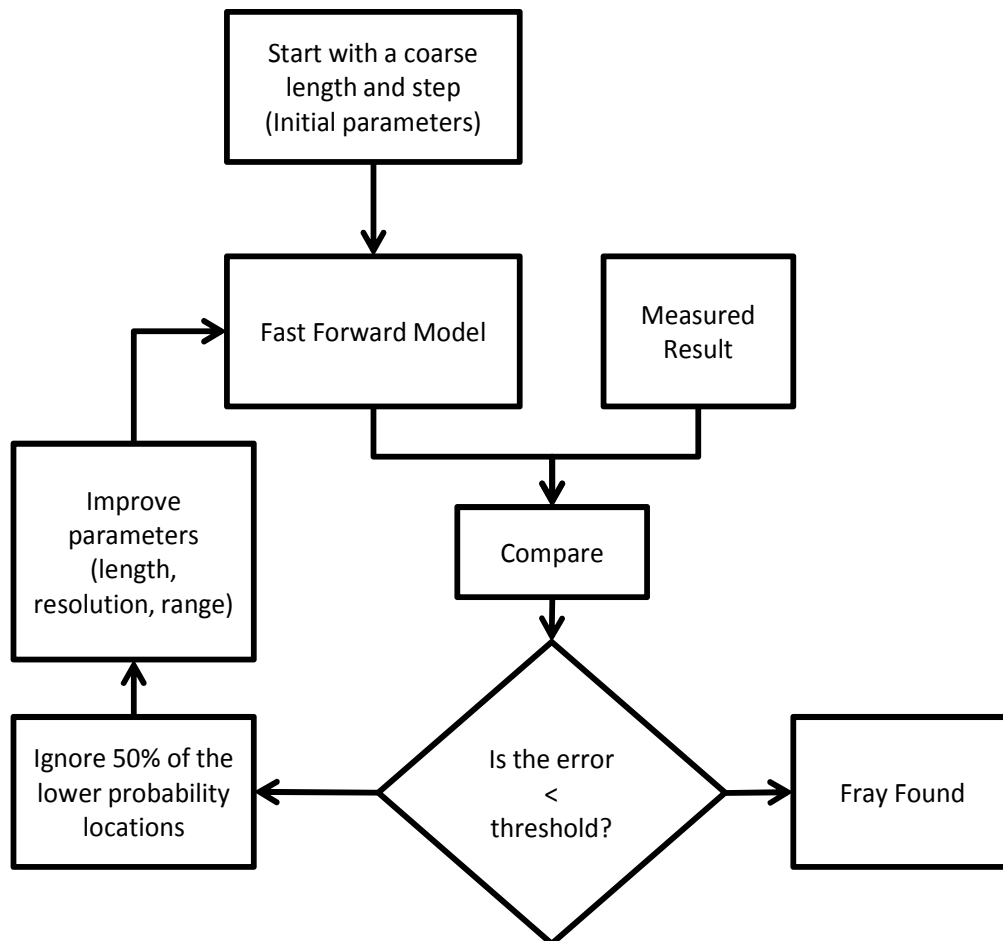 Start with a coarse
length and step
(Initial parameters)
Fast Forward Model
Measured
Result
Improve
parameters
(length,
resolution, range)
Compare
Ignore 50% of the
lower probability
locations
Is the error
<
threshold?
Fray Found